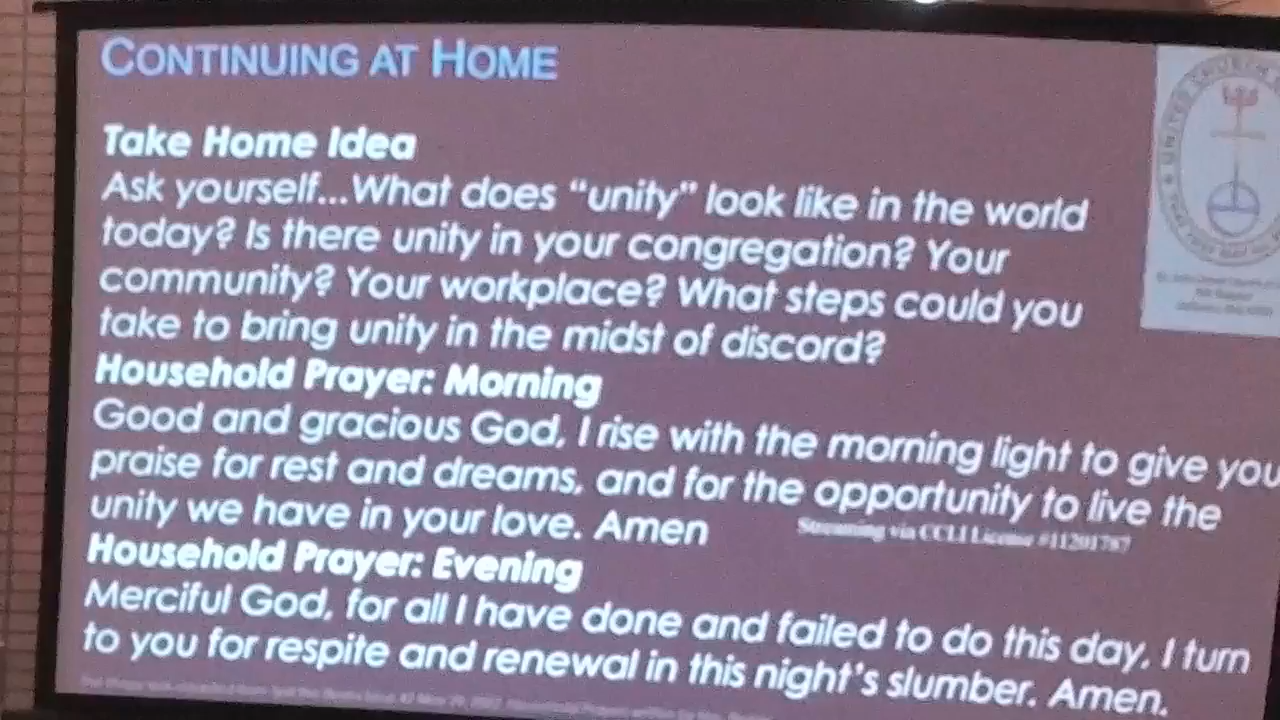 CONTINUING AT HOME
Take Home Idea
Ask yourself...What does “unity” look like in the world
today? Is there unity in your congregation? Your
community? Your workplace? What steps could you
take to bring unity in the midst of discord?
Household Prayer: Morning
Good and gracious God, I rise with the morning light to give you
praise for rest and dreams, and for the opportunity to live the
unity we have in your love. Amen
Streaming via CCLI License #11201787
Household Prayer: Evening
Merciful God, for all I have done and failed to do this day, I turn
to you for respite and renewal in this night's slumber. Amen.
UNITED CHURCH